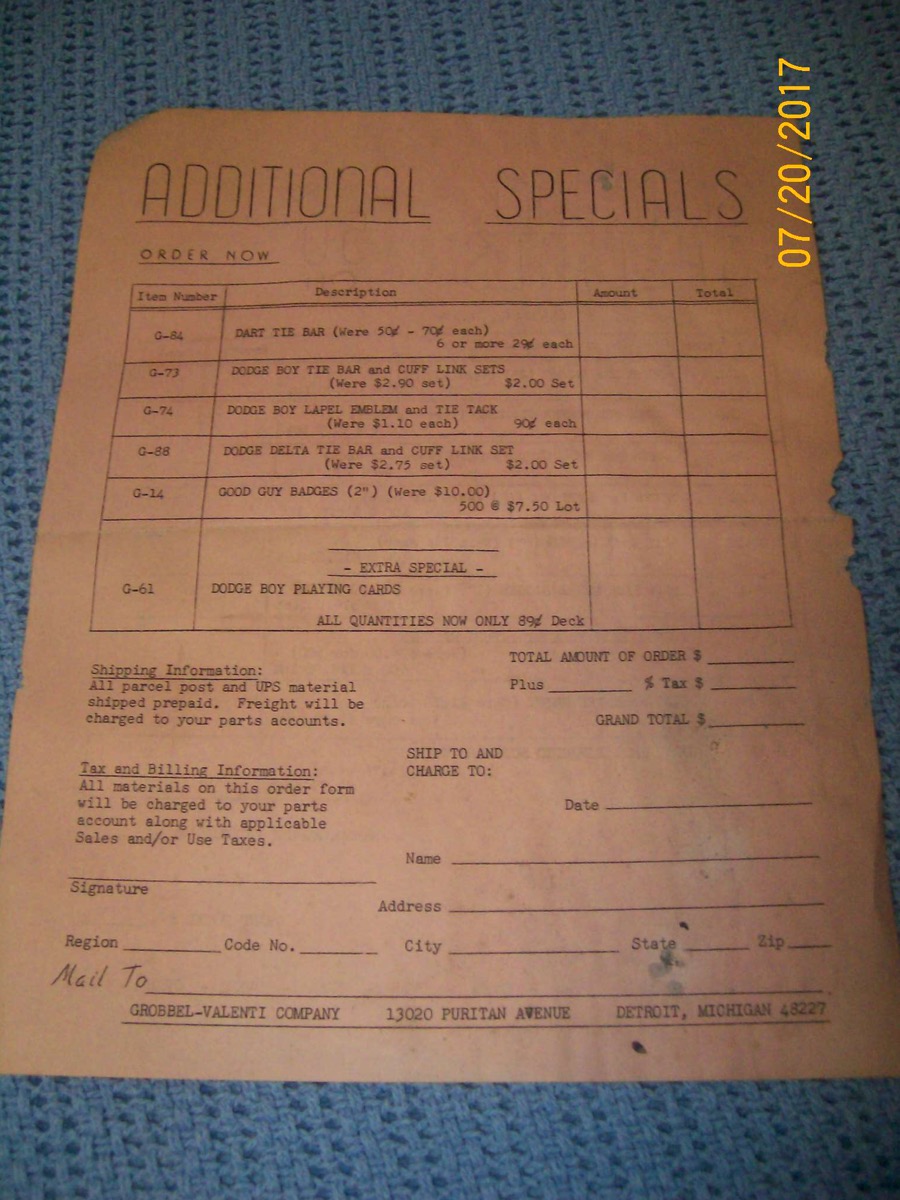 07/20/2017
ADDITIONAL SPECIALS
ORDER NOW
Item Number Description Amount Total
G-84 DART TIE BAR (Were 50¢ - 70¢ each)
6 or more 29¢ each
G-73 DODGE BOY TIE BAR and CUFF LINK SETS
(Were $2.90 set) $2.00 Set
G-74 DODGE BOY LAPEL EMBLEM and TIE TACK
(Were $1.10 each) 90¢ each
G-88 DODGE DELTA TIE BAR and CUFF LINK SET
(Were $2.75 set) $2.00 Set
G-14 GOOD GUY BADGES (2") (Were $10.00)
500 @ $7.50 Lot
- EXTRA SPECIAL -
G-61 DODGE BOY PLAYING CARDS
ALL QUANTITIES NOW ONLY 89¢ Deck
TOTAL AMOUNT OF ORDER $
Plus % Tax $
GRAND TOTAL $
Shipping Information:
All parcel post and UPS material
shipped prepaid. Freight will be
charged to your parts accounts.
Tax and Billing Information:
All materials on this order form
will be charged to your parts
account along with applicable
Sales and/or Use Taxes.
Signature
SHIP TO AND
CHARGE TO:
Date
Name
Address
Region Code No. City State Zip
Mail To
GROBBEL-VALENTI COMPANY 13020 PURITAN AVENUE DETROIT, MICHIGAN 48227